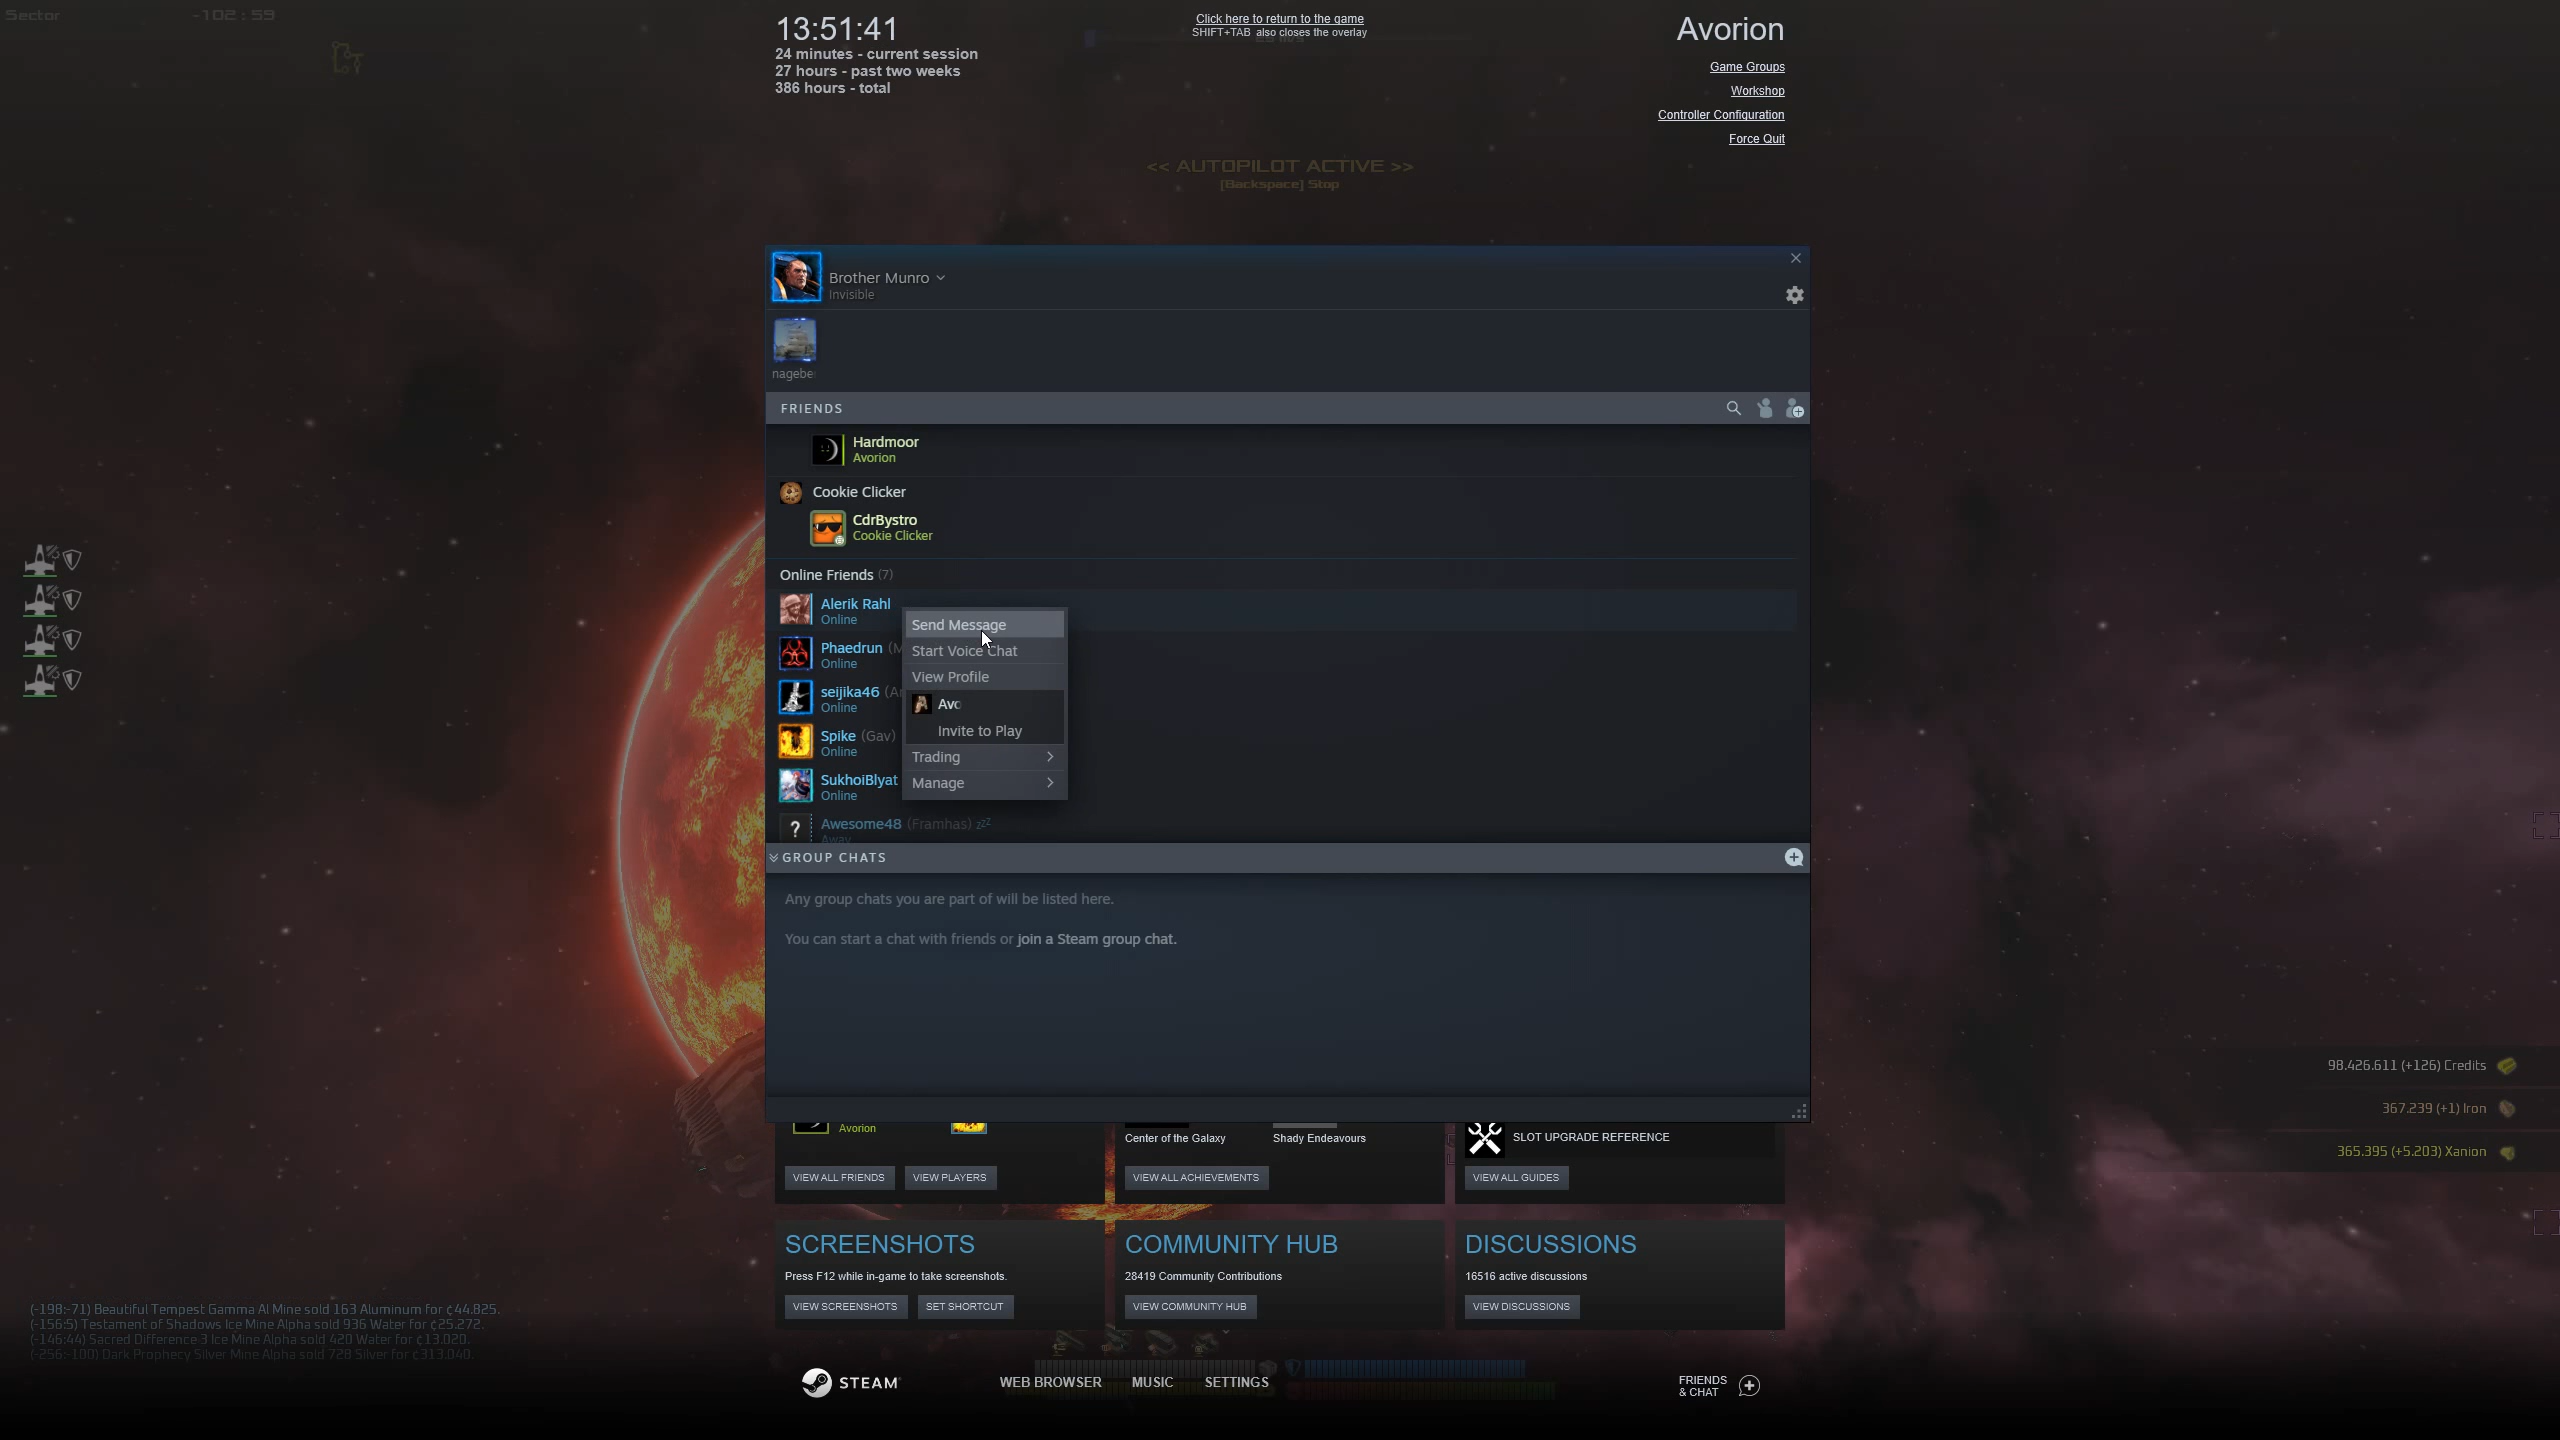 Sector -102 : 59
13:51:41
24 minutes - current session
27 hours - past two weeks
386 hours - total
Click here to return to the game
SHIFT+TAB also closes the overlay
Avorion
Game Groups
Workshop
Controller Configuration
Force Quit
<< AUTOPILOT ACTIVE >>
[Backspace] Stop
Brother Munro
Invisible
nagebe
FRIENDS
Hardmoor
Avorion
Cookie Clicker
CdrBystro
Cookie Clicker
Online Friends (7)
Alerik Rahl
Online
Phaedrun (M
Online
seijika46 (Ar
Online
Spike (Gav)
Online
SukhoiBlyat
Online
Awesome48 (Framhas) zzZ
Away
Send Message
Start Voice Chat
View Profile
Avo
Invite to Play
Trading
Manage
GROUP CHATS
Any group chats you are part of will be listed here.
You can start a chat with friends or join a Steam group chat.
98.426.611 (+126) Credits
367.239 (+1) Iron
365.395 (+5.203) Xanion
Avorion
VIEW ALL FRIENDS
VIEW PLAYERS
Center of the Galaxy
Shady Endeavours
VIEW ALL ACHIEVEMENTS
SLOT UPGRADE REFERENCE
VIEW ALL GUIDES
SCREENSHOTS
Press F12 while in-game to take screenshots.
VIEW SCREENSHOTS
SET SHORTCUT
COMMUNITY HUB
28419 Community Contributions
VIEW COMMUNITY HUB
DISCUSSIONS
16516 active discussions
VIEW DISCUSSIONS
(-198:-71) Beautiful Tempest Gamma Al Mine sold 163 Aluminum for ¢44.825.
(-156:5) Testament of Shadows Ice Mine Alpha sold 936 Water for ¢25.272.
(-146:44) Sacred Difference 3 Ice Mine Alpha sold 420 Water for ¢13.020.
(-256:-100) Dark Prophecy Silver Mine Alpha sold 728 Silver for ¢313.040.
STEAM
WEB BROWSER
MUSIC
SETTINGS
FRIENDS
& CHAT